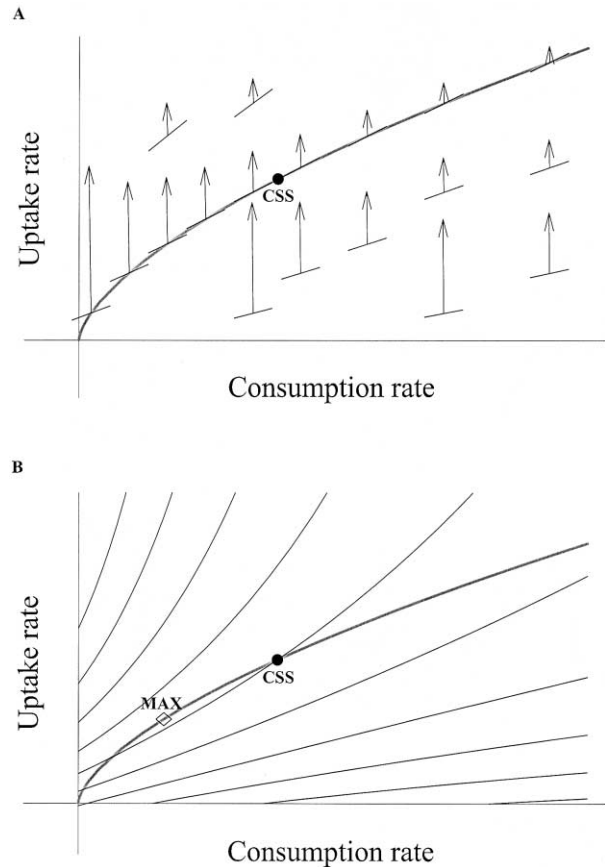 A
Uptake rate
CSS
Consumption rate
B
Uptake rate
MAX
CSS
Consumption rate